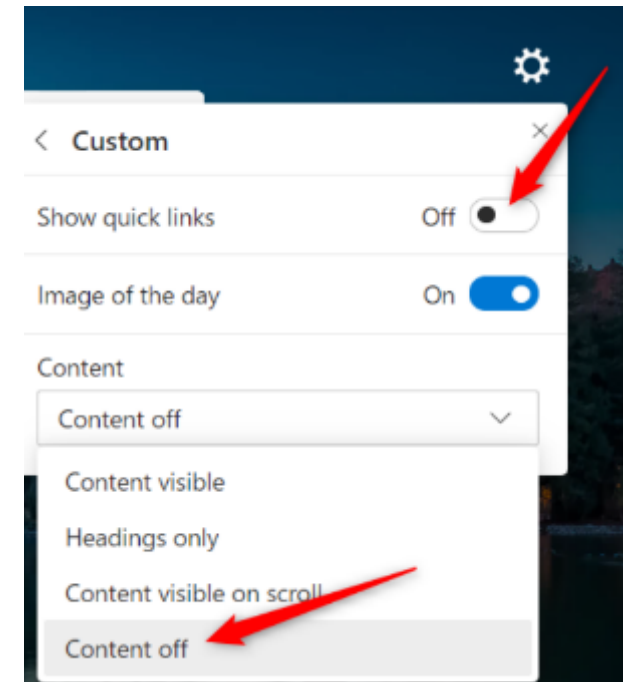 Custom
Show quick links Off
Image of the day On
Content
Content off
Content visible
Headings only
Content visible on scroll
Content off